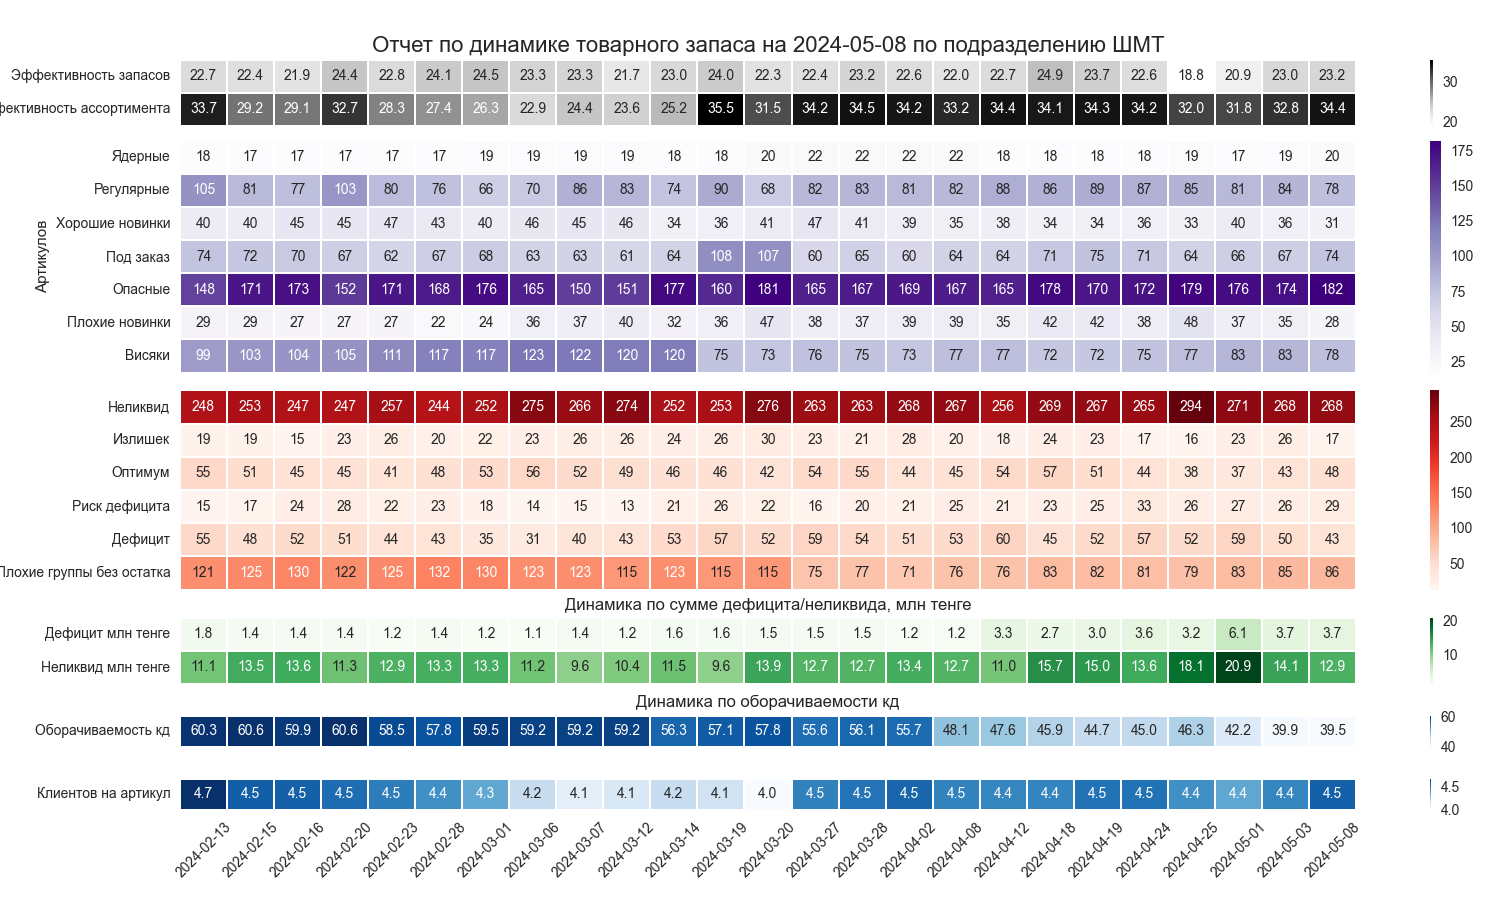 Отчет по динамике товарного запаса на 2024-05-08 по подразделению ШМТ
Эффективность запасов 22.7 22.4 21.9 24.4 22.8 24.1 24.5 23.3 23.3 21.7 23.0 24.0 22.3 22.4 23.2 22.6 22.0 22.7 24.9 23.7 22.6 18.8 20.9 23.0 23.2
фективность ассортимента 33.7 29.2 29.1 32.7 28.3 27.4 26.3 22.9 24.4 23.6 25.2 35.5 31.5 34.2 34.5 34.2 33.2 34.4 34.1 34.3 34.2 32.0 31.8 32.8 34.4
30
20
Артикулов
Ядерные 18 17 17 17 17 17 19 19 19 19 18 18 20 22 22 22 22 18 18 18 18 19 17 19 20
Регулярные 105 81 77 103 80 76 66 70 86 83 74 90 68 82 83 81 82 88 86 89 87 85 81 84 78
Хорошие новинки 40 40 45 45 47 43 40 46 45 46 34 36 41 47 41 39 35 38 34 34 36 33 40 36 31
Под заказ 74 72 70 67 62 67 68 63 63 61 64 108 107 60 65 60 64 64 71 75 71 64 66 67 74
Опасные 148 171 173 152 171 168 176 165 150 151 177 160 181 165 167 169 167 165 178 170 172 179 176 174 182
Плохие новинки 29 29 27 27 27 22 24 36 37 40 32 36 47 38 37 39 39 35 42 42 38 48 37 35 28
Висяки 99 103 104 105 111 117 117 123 122 120 120 75 73 76 75 73 77 77 72 72 75 77 83 83 78
175
150
125
100
75
50
25
Неликвид 248 253 247 247 257 244 252 275 266 274 252 253 276 263 263 268 267 256 269 267 265 294 271 268 268
Излишек 19 19 15 23 26 20 22 23 26 26 24 26 30 23 21 28 20 18 24 23 17 16 23 26 17
Оптимум 55 51 45 45 41 48 53 56 52 49 46 46 42 54 55 44 45 54 57 51 44 38 37 43 48
Риск дефицита 15 17 24 28 22 23 18 14 15 13 21 26 22 16 20 21 25 21 23 25 33 26 27 26 29
Дефицит 55 48 52 51 44 43 35 31 40 43 53 57 52 59 54 51 53 60 45 52 57 52 59 50 43
Плохие группы без остатка 121 125 130 122 125 132 130 123 123 115 123 115 115 75 77 71 76 76 83 82 81 79 83 85 86
250
200
150
100
50
Динамика по сумме дефицита/неликвида, млн тенге
Дефицит млн тенге 1.8 1.4 1.4 1.4 1.2 1.4 1.2 1.1 1.4 1.2 1.6 1.6 1.5 1.5 1.5 1.2 1.2 3.3 2.7 3.0 3.6 3.2 6.1 3.7 3.7
Неликвид млн тенге 11.1 13.5 13.6 11.3 12.9 13.3 13.3 11.2 9.6 10.4 11.5 9.6 13.9 12.7 12.7 13.4 12.7 11.0 15.7 15.0 13.6 18.1 20.9 14.1 12.9
20
10
Динамика по оборачиваемости кд
Оборачиваемость кд 60.3 60.6 59.9 60.6 58.5 57.8 59.5 59.2 59.2 59.2 56.3 57.1 57.8 55.6 56.1 55.7 48.1 47.6 45.9 44.7 45.0 46.3 42.2 39.9 39.5
60
40
Клиентов на артикул 4.7 4.5 4.5 4.5 4.5 4.4 4.3 4.2 4.1 4.1 4.2 4.1 4.0 4.5 4.5 4.5 4.5 4.4 4.4 4.5 4.5 4.4 4.4 4.4 4.5
4.5
4.0
2024-02-13 2024-02-15 2024-02-16 2024-02-20 2024-02-23 2024-02-28 2024-03-01 2024-03-06 2024-03-07 2024-03-12 2024-03-14 2024-03-19 2024-03-20 2024-03-27 2024-03-28 2024-04-02 2024-04-08 2024-04-12 2024-04-18 2024-04-19 2024-04-24 2024-04-25 2024-05-01 2024-05-03 2024-05-08